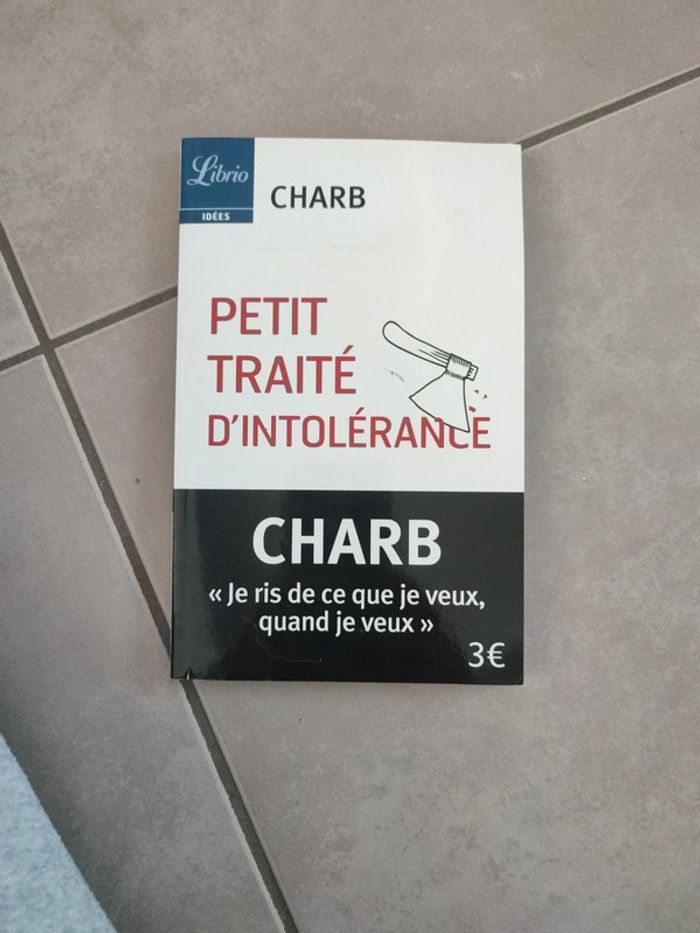 Librio
IDÉES
CHARB
PETIT
TRAITÉ
D'INTOLÉRANCE
CHARB
« Je ris de ce que je veux,
quand je veux »
3€